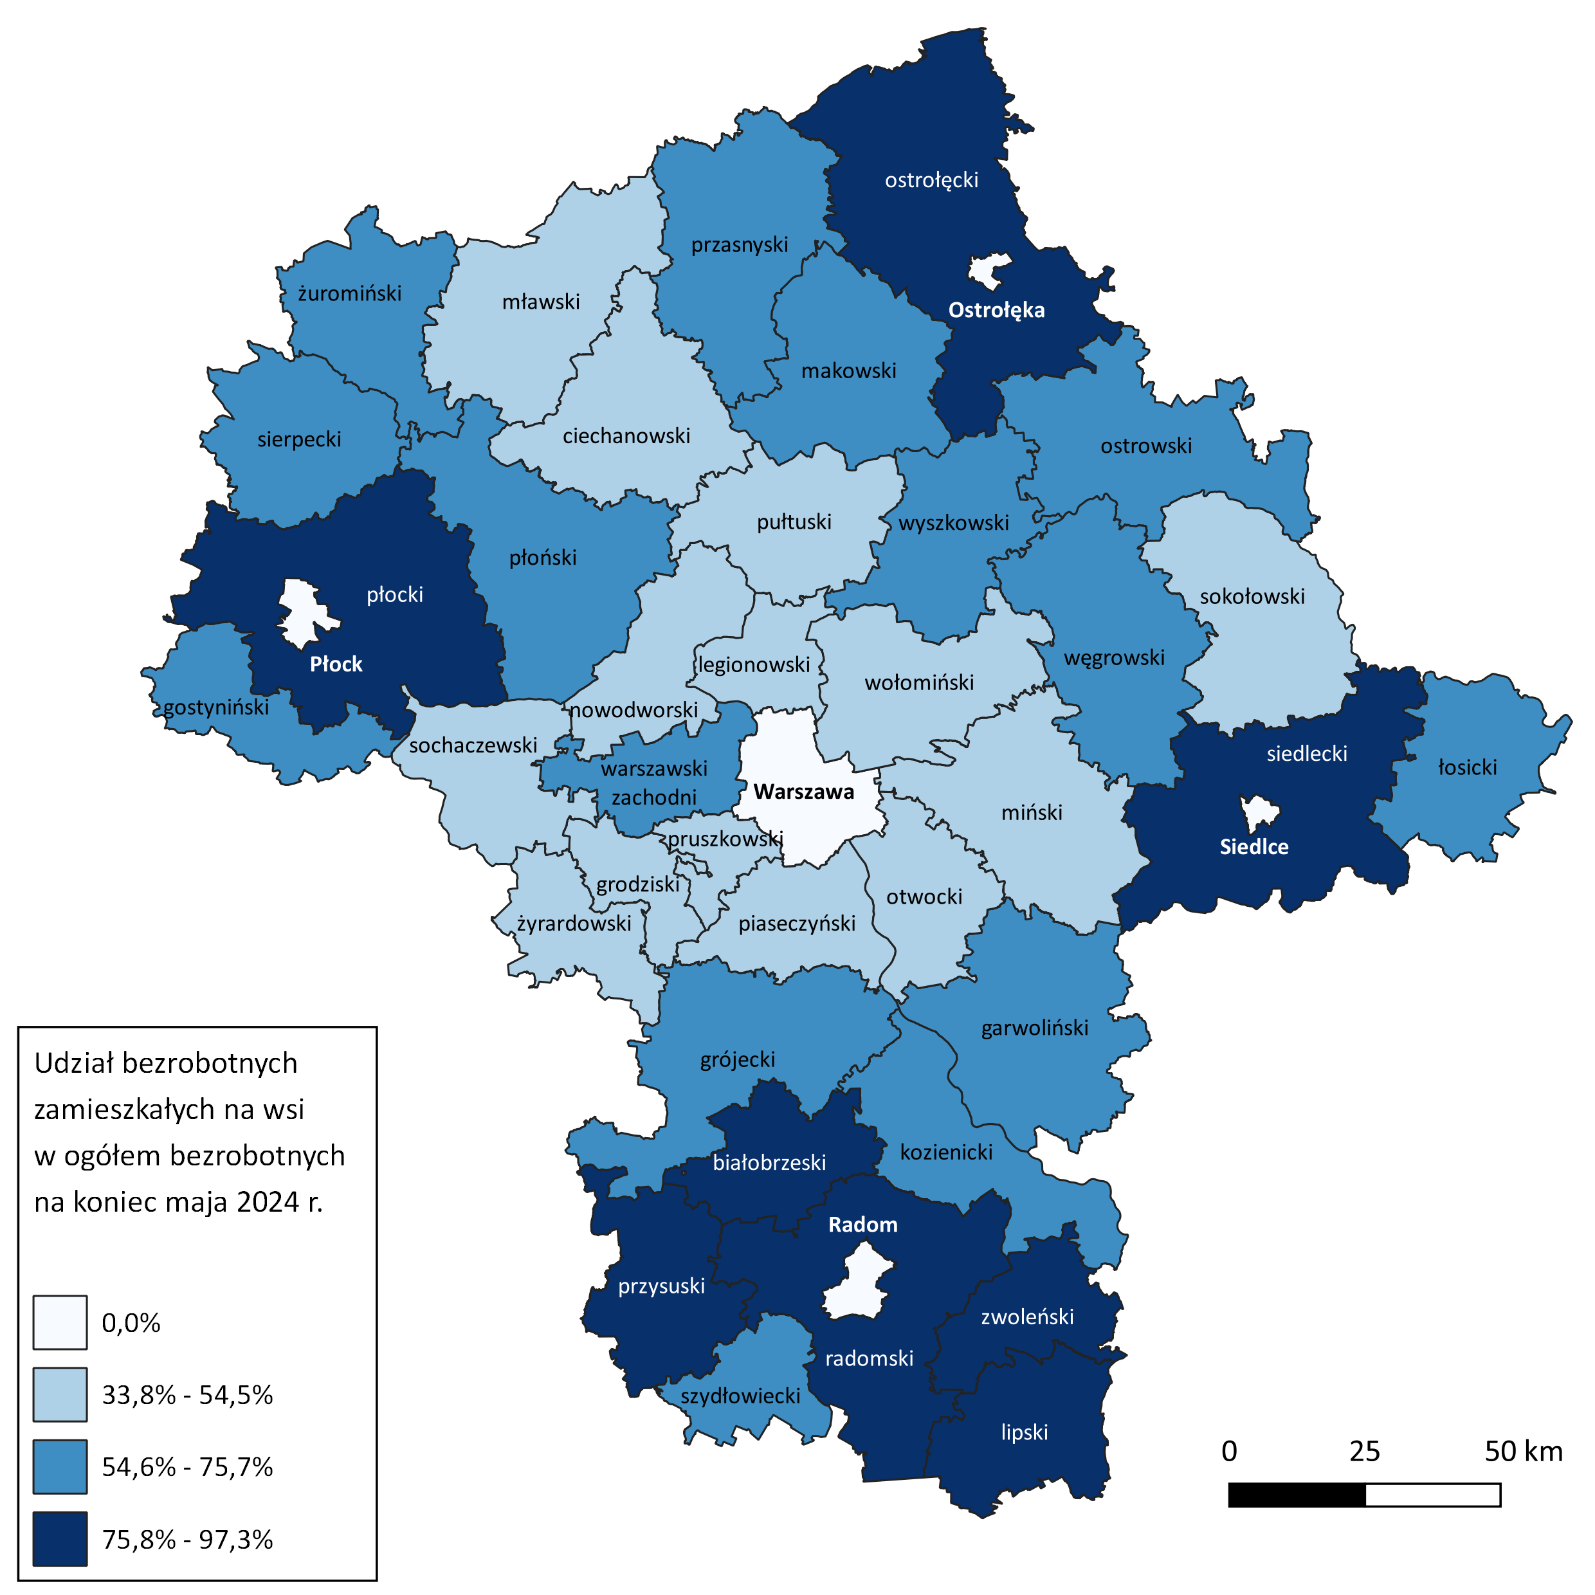 ostrołęcki
przasnyski
żuromiński
mławski
Ostrołęka
makowski
ciechanowski
sierpecki
ostrowski
pułtuski
wyszkowski
płoński
płocki
sokołowski
Płock
legionowski
węgrowski
wołomiński
gostyniński
nowodworski
sochaczewski
siedlecki
warszawski
zachodni
łosicki
Warszawa
miński
pruszkowski
Siedlce
grodziski
otwocki
żyrardowski
piaseczyński
garwoliński
grójecki
kozienicki
białobrzeski
Radom
przysuski
zwoleński
radomski
szydłowiecki
lipski
Udział bezrobotnych
zamieszkałych na wsi
w ogółem bezrobotnych
na koniec maja 2024 r.
0,0%
33,8% - 54,5%
54,6% - 75,7%
75,8% - 97,3%
0 25 50 km